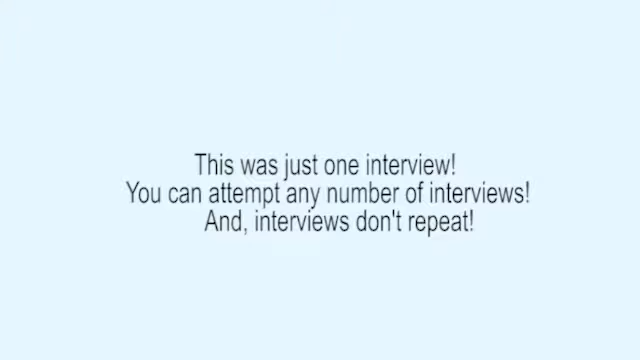 This was just one interview!
You can attempt any number of interviews!
And, interviews don't repeat!